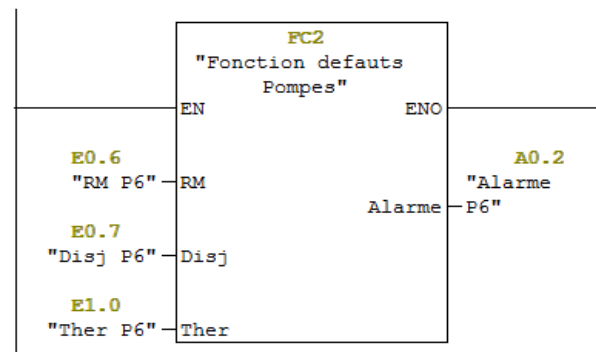 FC2
"Fonction defauts
Pompes"
EN
ENO
E0.6
"RM P6"
RM
A0.2
"Alarme
P6"
Alarme
E0.7
"Disj P6"
Disj
E1.0
"Ther P6"
Ther